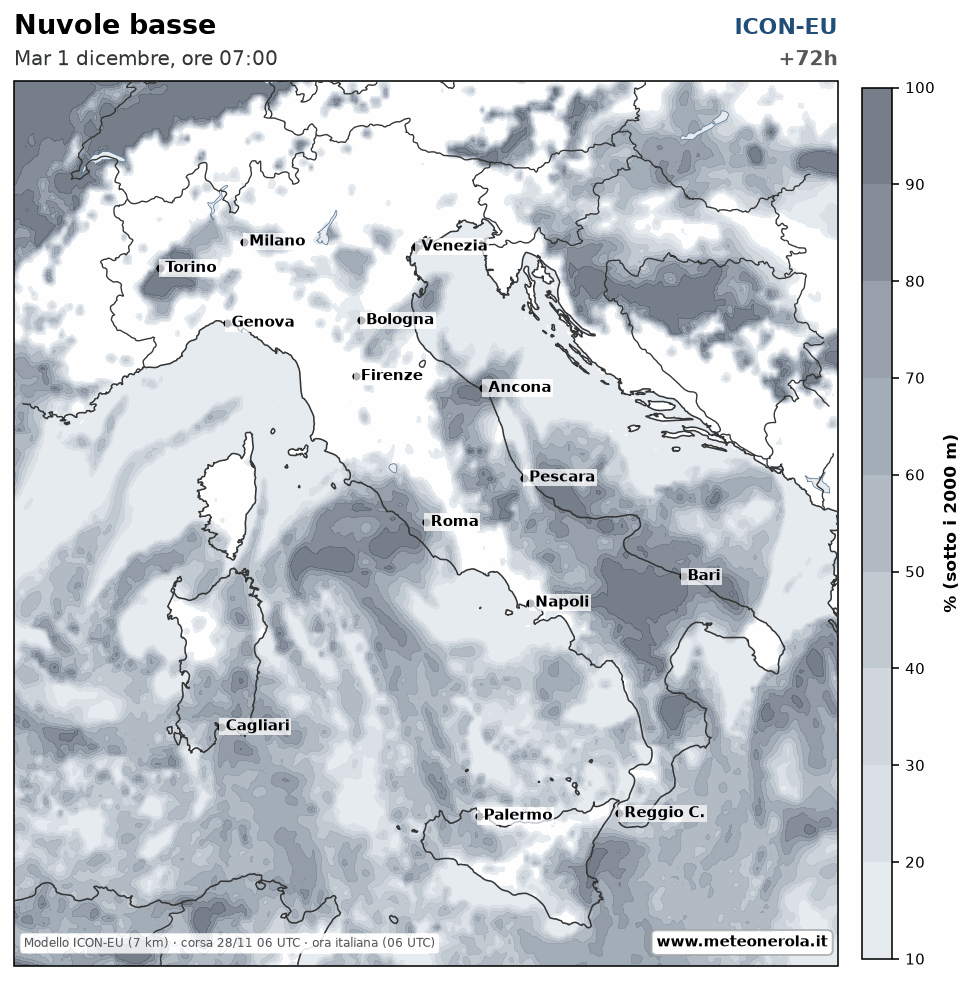 Nuvole basse
ICON-EU
Mar 1 dicembre, ore 07:00
+72h
Milano
Venezia
Torino
Genova
Bologna
Firenze
Ancona
Pescara
Roma
Bari
Napoli
Cagliari
Palermo
Reggio C.
100
90
80
70
60
50
40
30
20
10
% (sotto i 2000 m)
Modello ICON-EU (7 km) · corsa 28/11 06 UTC · ora italiana (06 UTC)
www.meteonerola.it